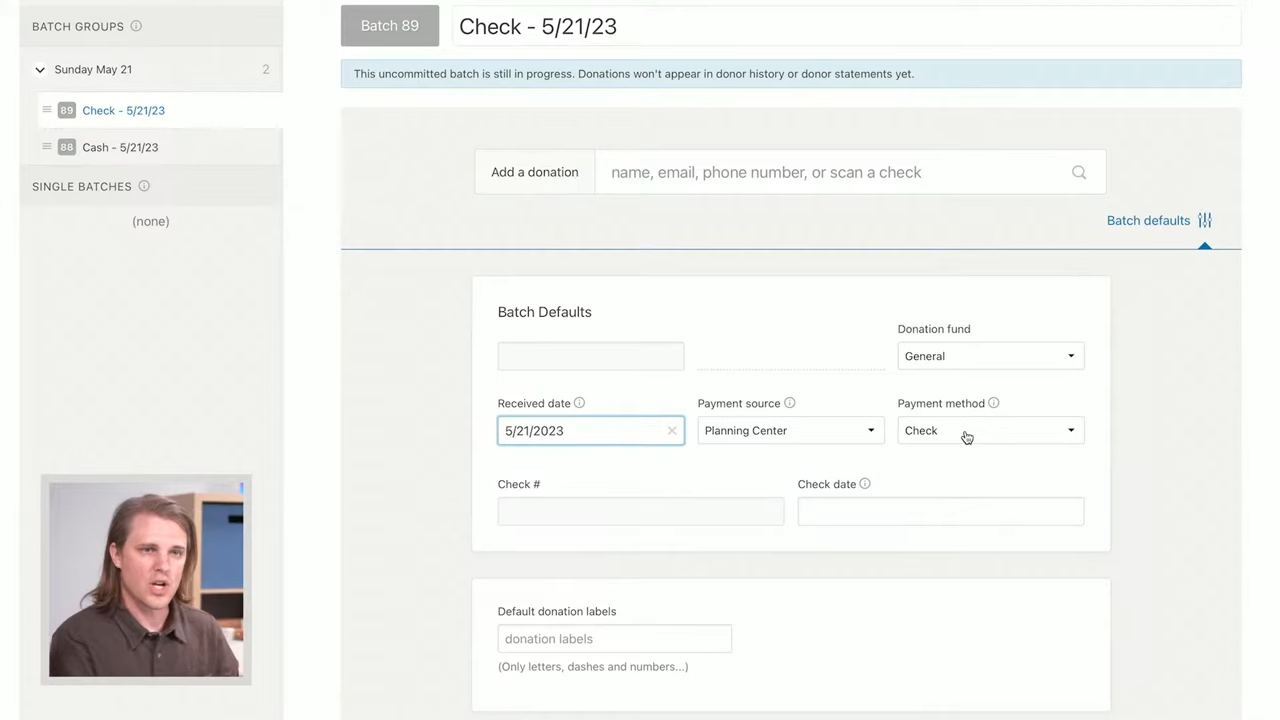 BATCH GROUPS
Sunday May 21 2
89 Check - 5/21/23
88 Cash - 5/21/23
SINGLE BATCHES
(none)
Batch 89 Check - 5/21/23
This uncommitted batch is still in progress. Donations won't appear in donor history or donor statements yet.
Add a donation name, email, phone number, or scan a check
Batch defaults
Batch Defaults
Donation fund
General
Received date Payment source Payment method
5/21/2023 Planning Center Check
Check # Check date
Default donation labels
donation labels
(Only letters, dashes and numbers...)